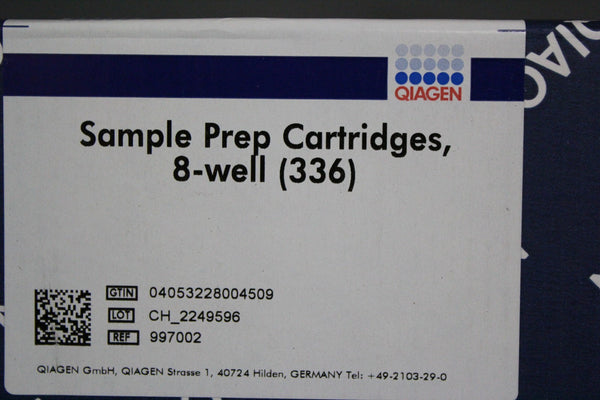 QIAGEN
Sample Prep Cartridges,
8-well (336)
GTIN 04053228004509
LOT CH_2249596
REF 997002
QIAGEN GmbH, QIAGEN Strasse 1, 40724 Hilden, GERMANY Tel: +49-2103-29-0